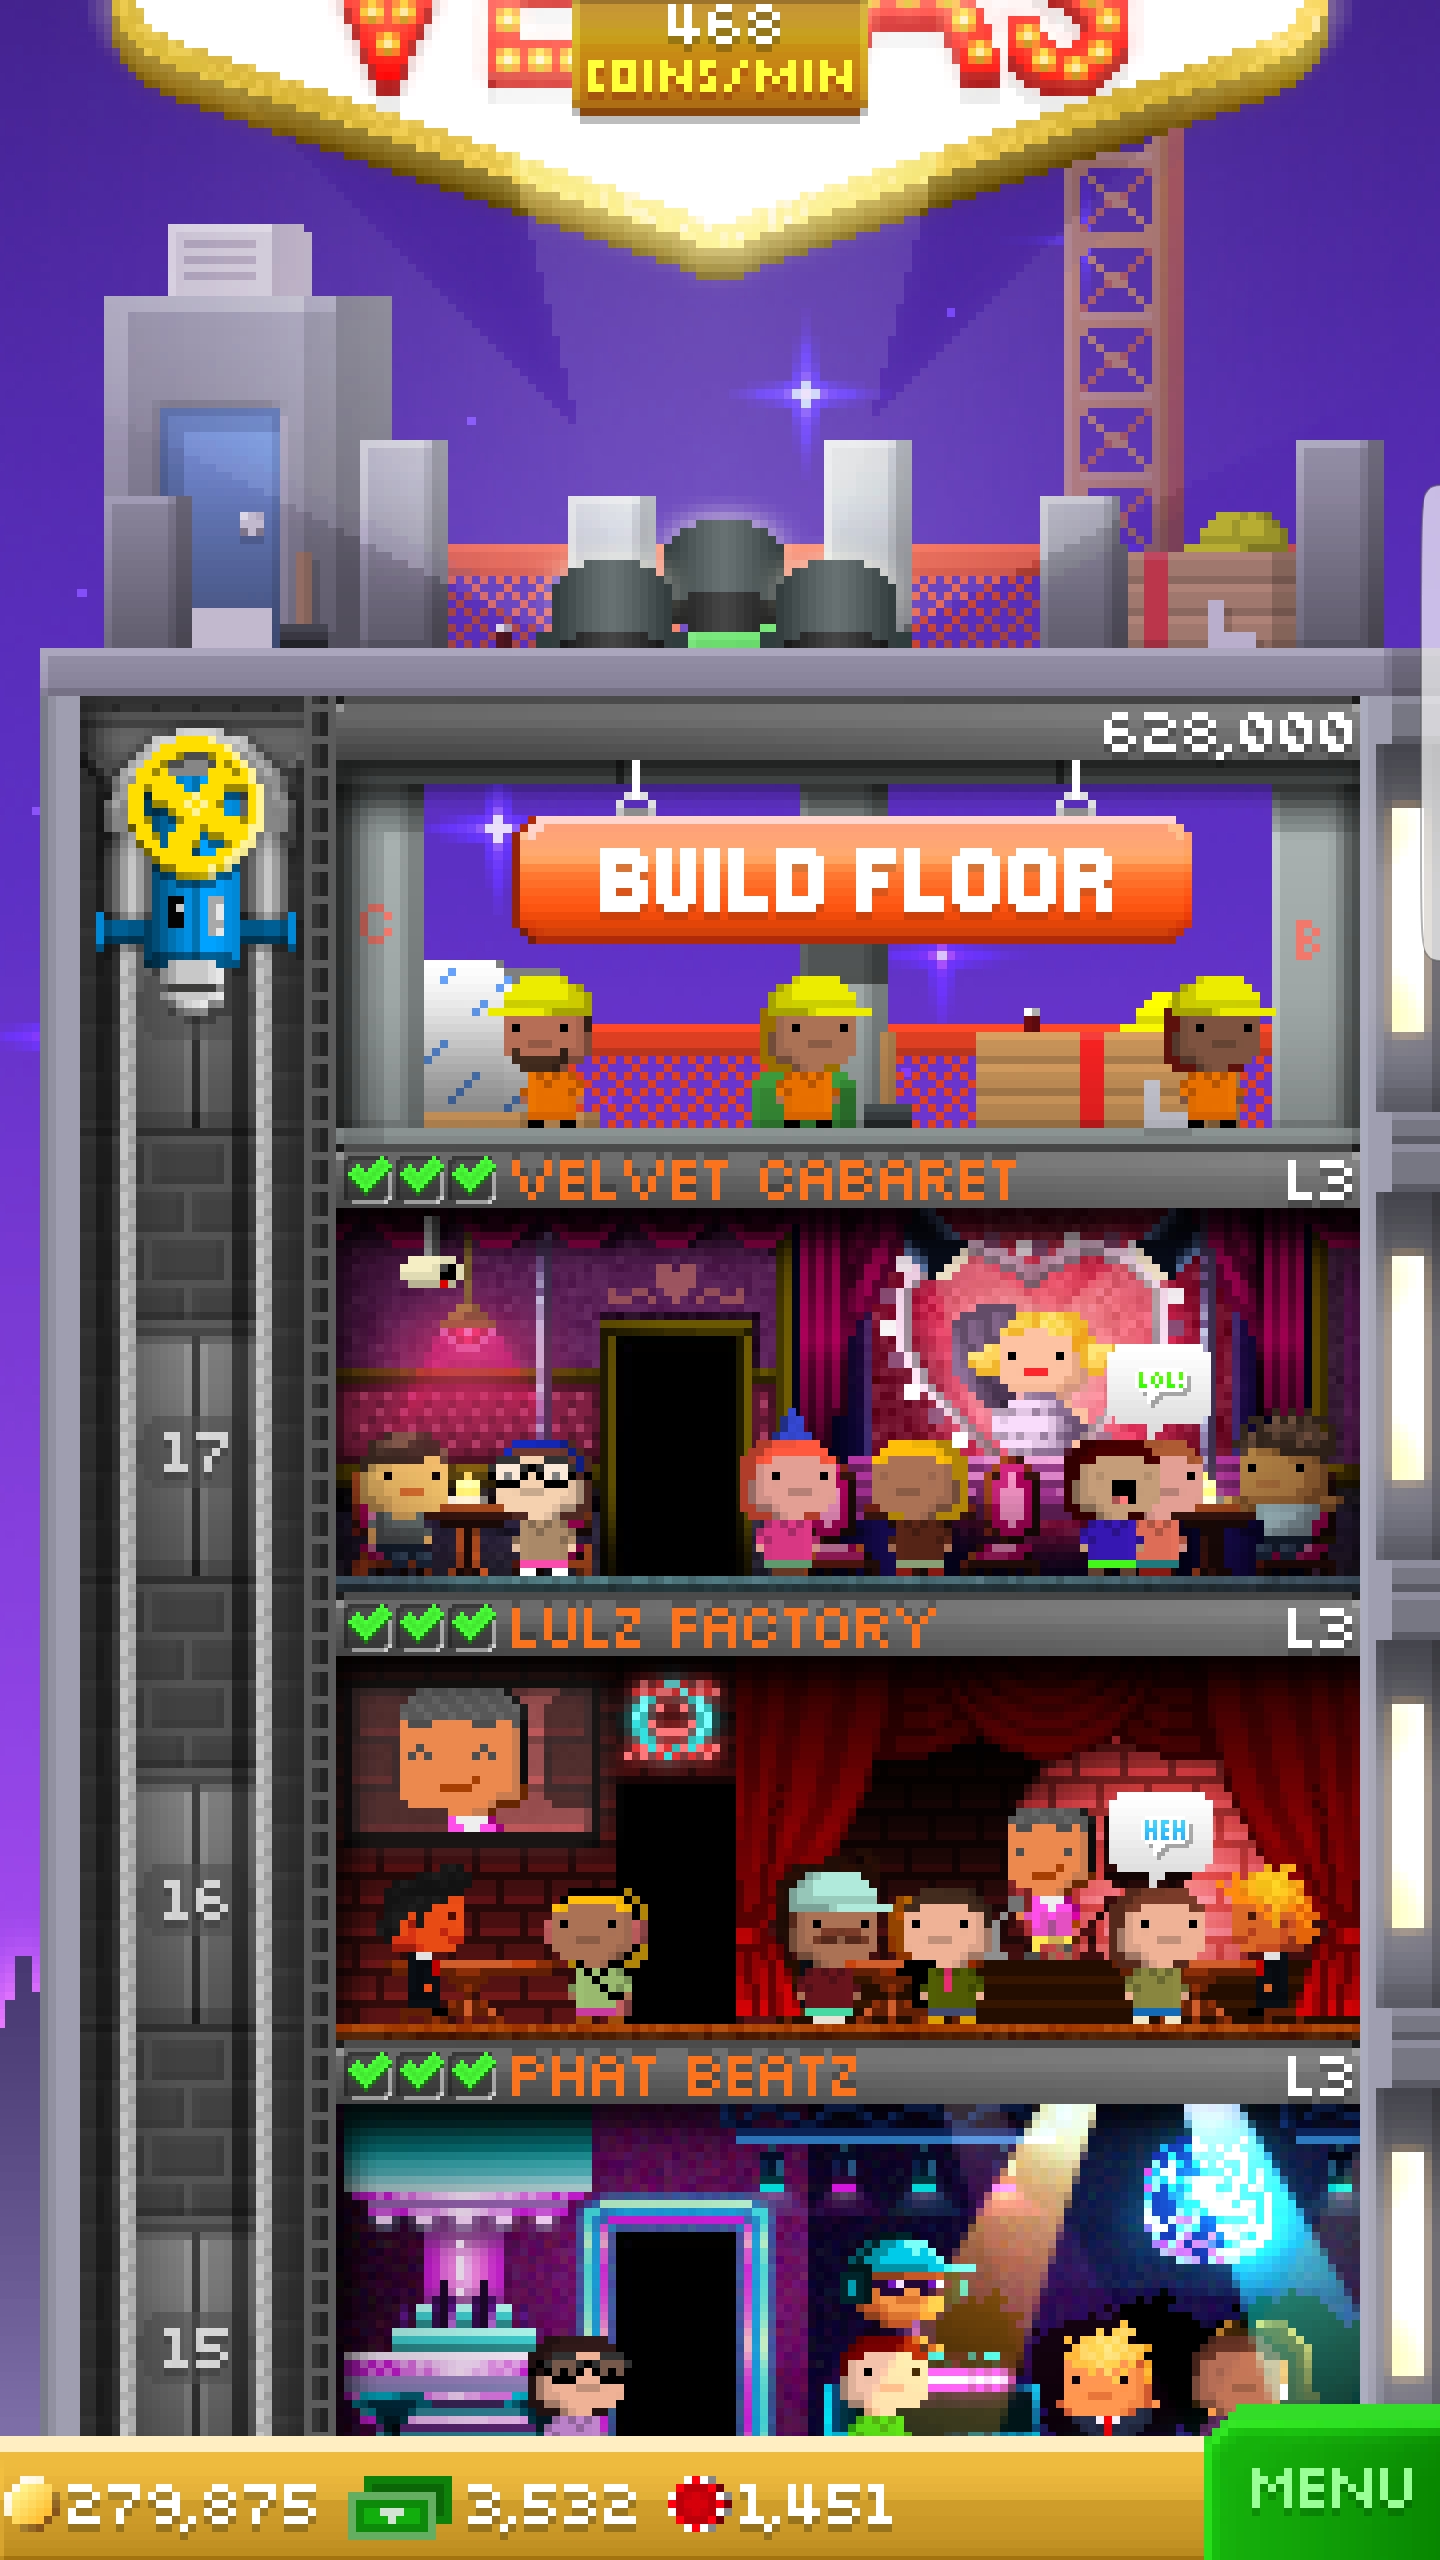 468
COINS/MIN
628,000
BUILD FLOOR
C
B
VELVET CABARET L3
LOL!
17
LULZ FACTORY L3
HEH
16
PHAT BEATZ L3
15
279,875 3,532 1,451 MENU